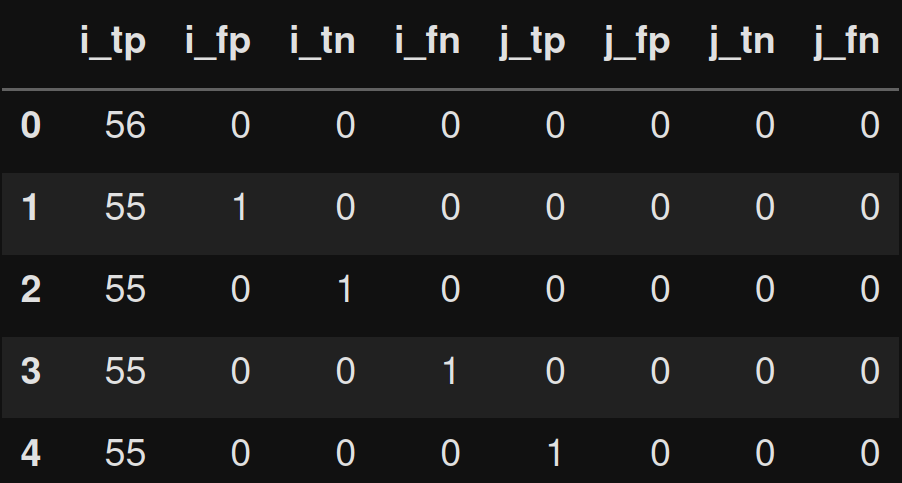 i_tp i_fp i_tn i_fn j_tp j_fp j_tn j_fn
0 56 0 0 0 0 0 0 0
1 55 1 0 0 0 0 0 0
2 55 0 1 0 0 0 0 0
3 55 0 0 1 0 0 0 0
4 55 0 0 0 1 0 0 0